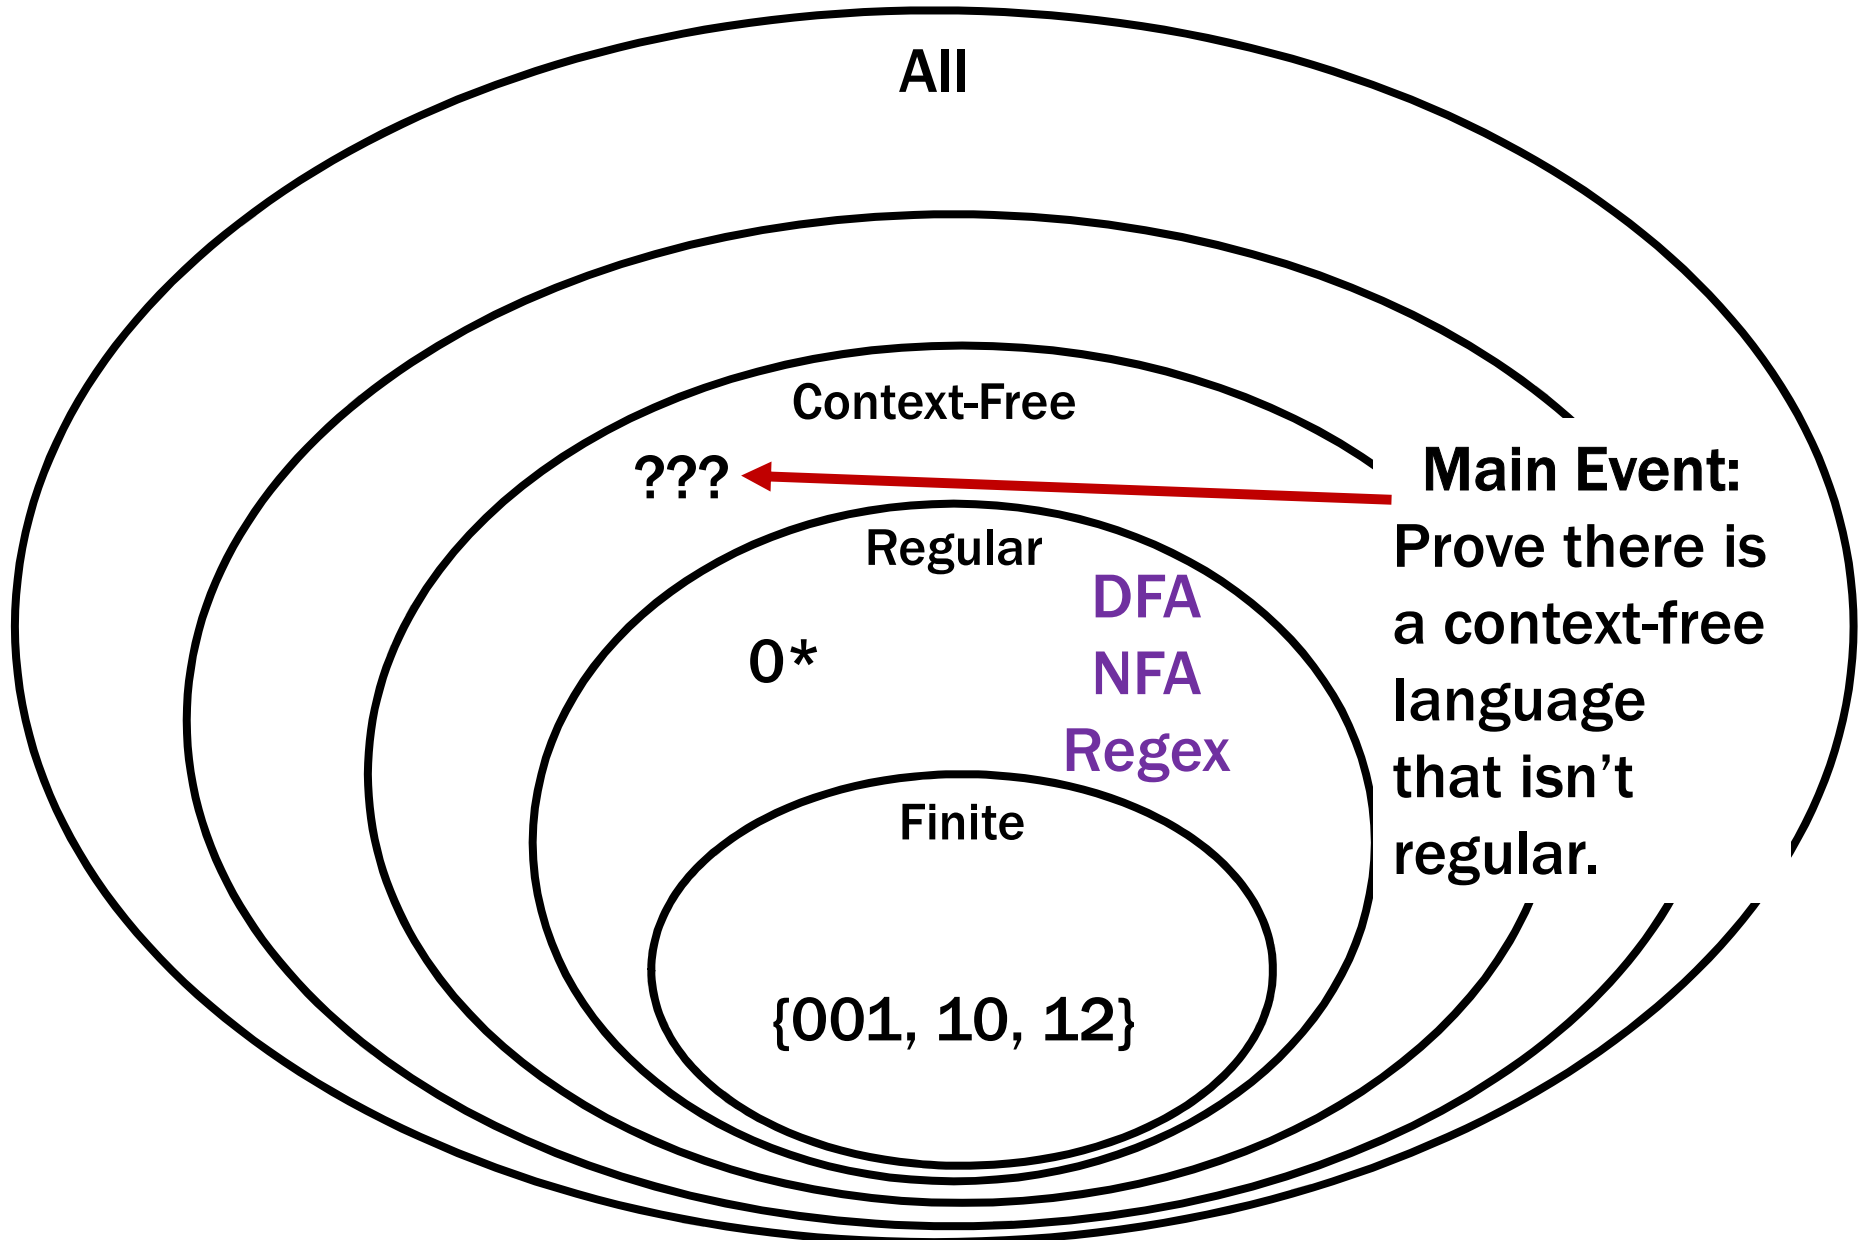 All
Context-Free
???
Regular
DFA
0*
NFA
Regex
Finite
{001, 10, 12}
Main Event:
Prove there is
a context-free
language
that isn’t
regular.